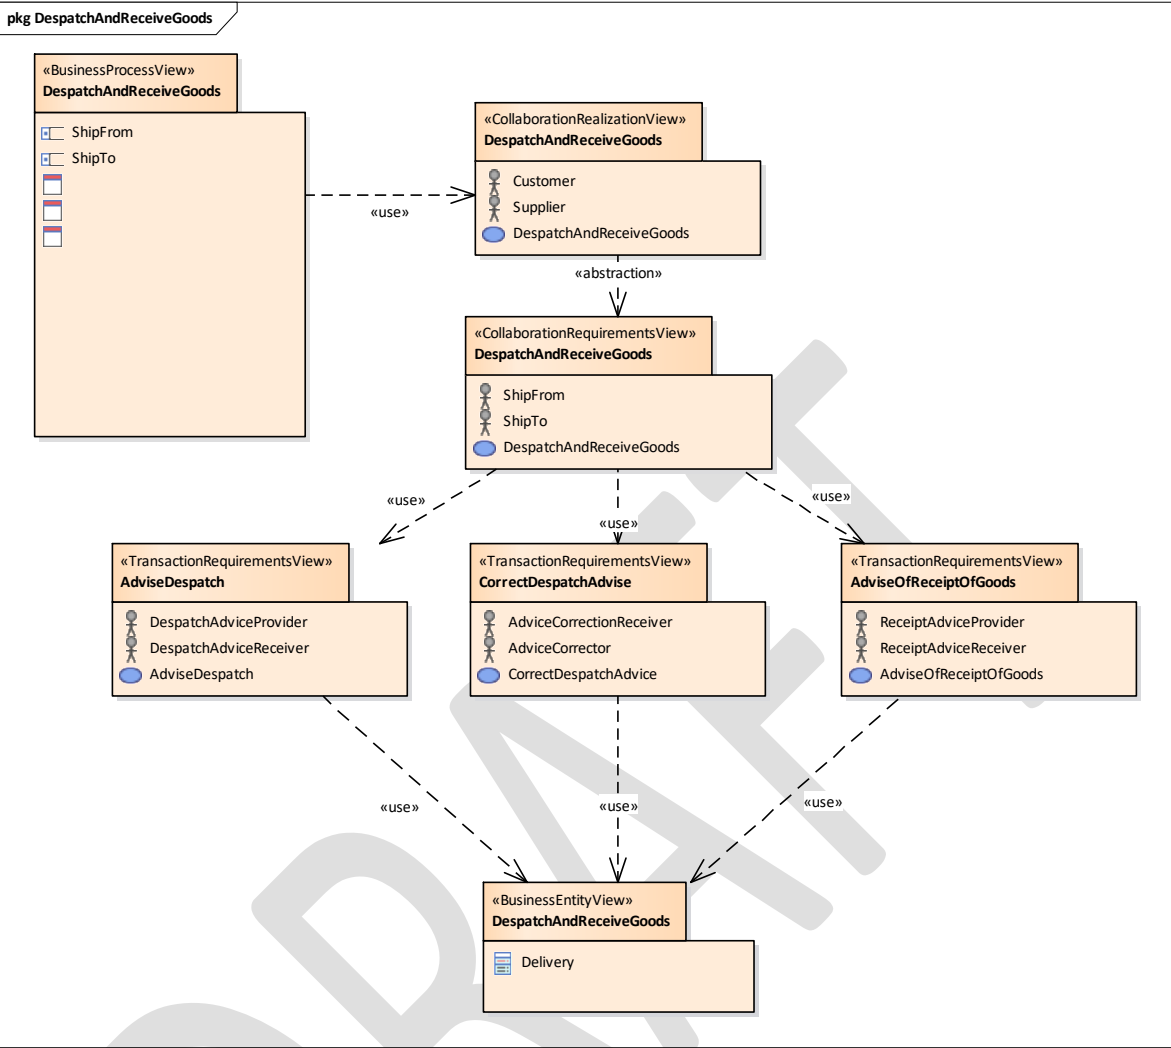 pkg DespatchAndReceiveGoods
«BusinessProcessView»
DespatchAndReceiveGoods
ShipFrom
ShipTo
«use»
«CollaborationRealizationView»
DespatchAndReceiveGoods
Customer
Supplier
DespatchAndReceiveGoods
«abstraction»
«CollaborationRequirementsView»
DespatchAndReceiveGoods
ShipFrom
ShipTo
DespatchAndReceiveGoods
«use»
«use»
«use»
«TransactionRequirementsView»
AdviseDespatch
DespatchAdviceProvider
DespatchAdviceReceiver
AdviseDespatch
«TransactionRequirementsView»
CorrectDespatchAdvise
AdviceCorrectionReceiver
AdviceCorrector
CorrectDespatchAdvice
«TransactionRequirementsView»
AdviseOfReceiptOfGoods
ReceiptAdviceProvider
ReceiptAdviceReceiver
AdviseOfReceiptOfGoods
«use»
«use»
«use»
«BusinessEntityView»
DespatchAndReceiveGoods
Delivery
DRAFT